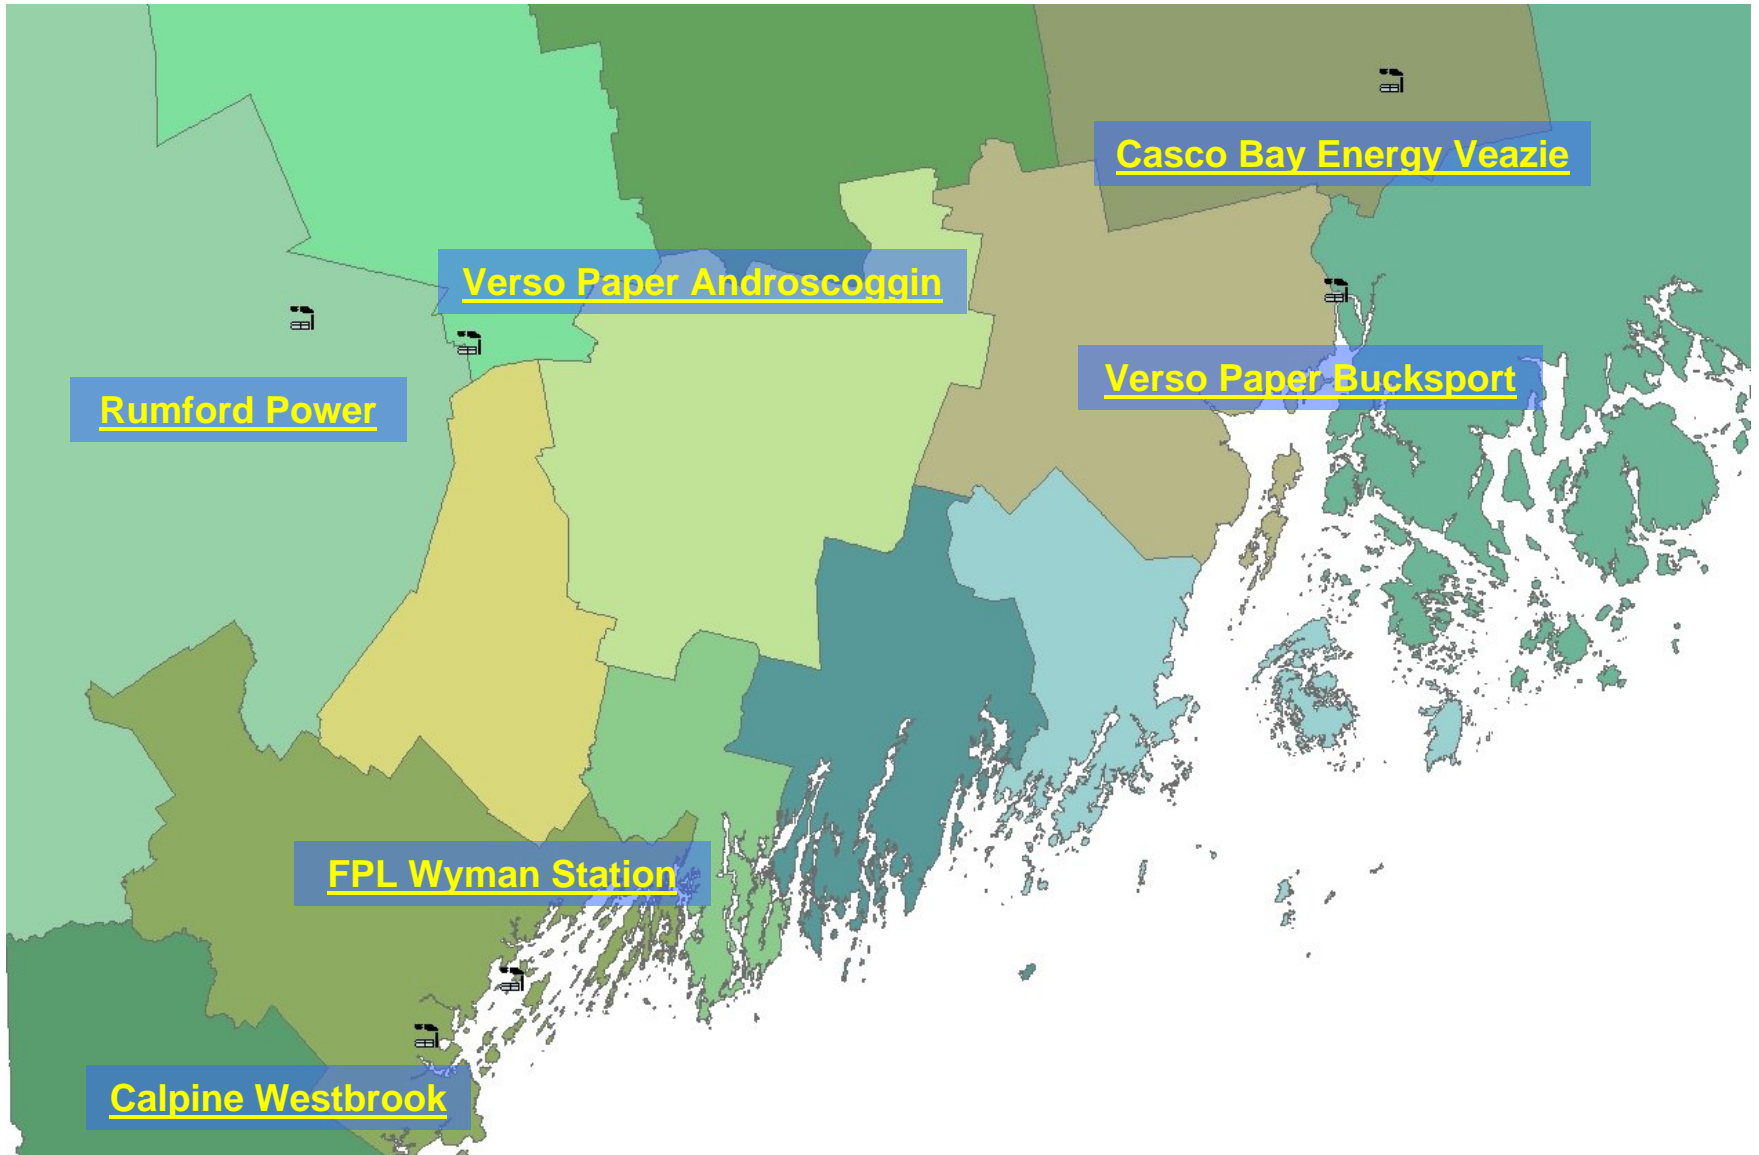 Casco Bay Energy Veazie
Verso Paper Androscoggin
Verso Paper Bucksport
Rumford Power
FPL Wyman Station
Calpine Westbrook